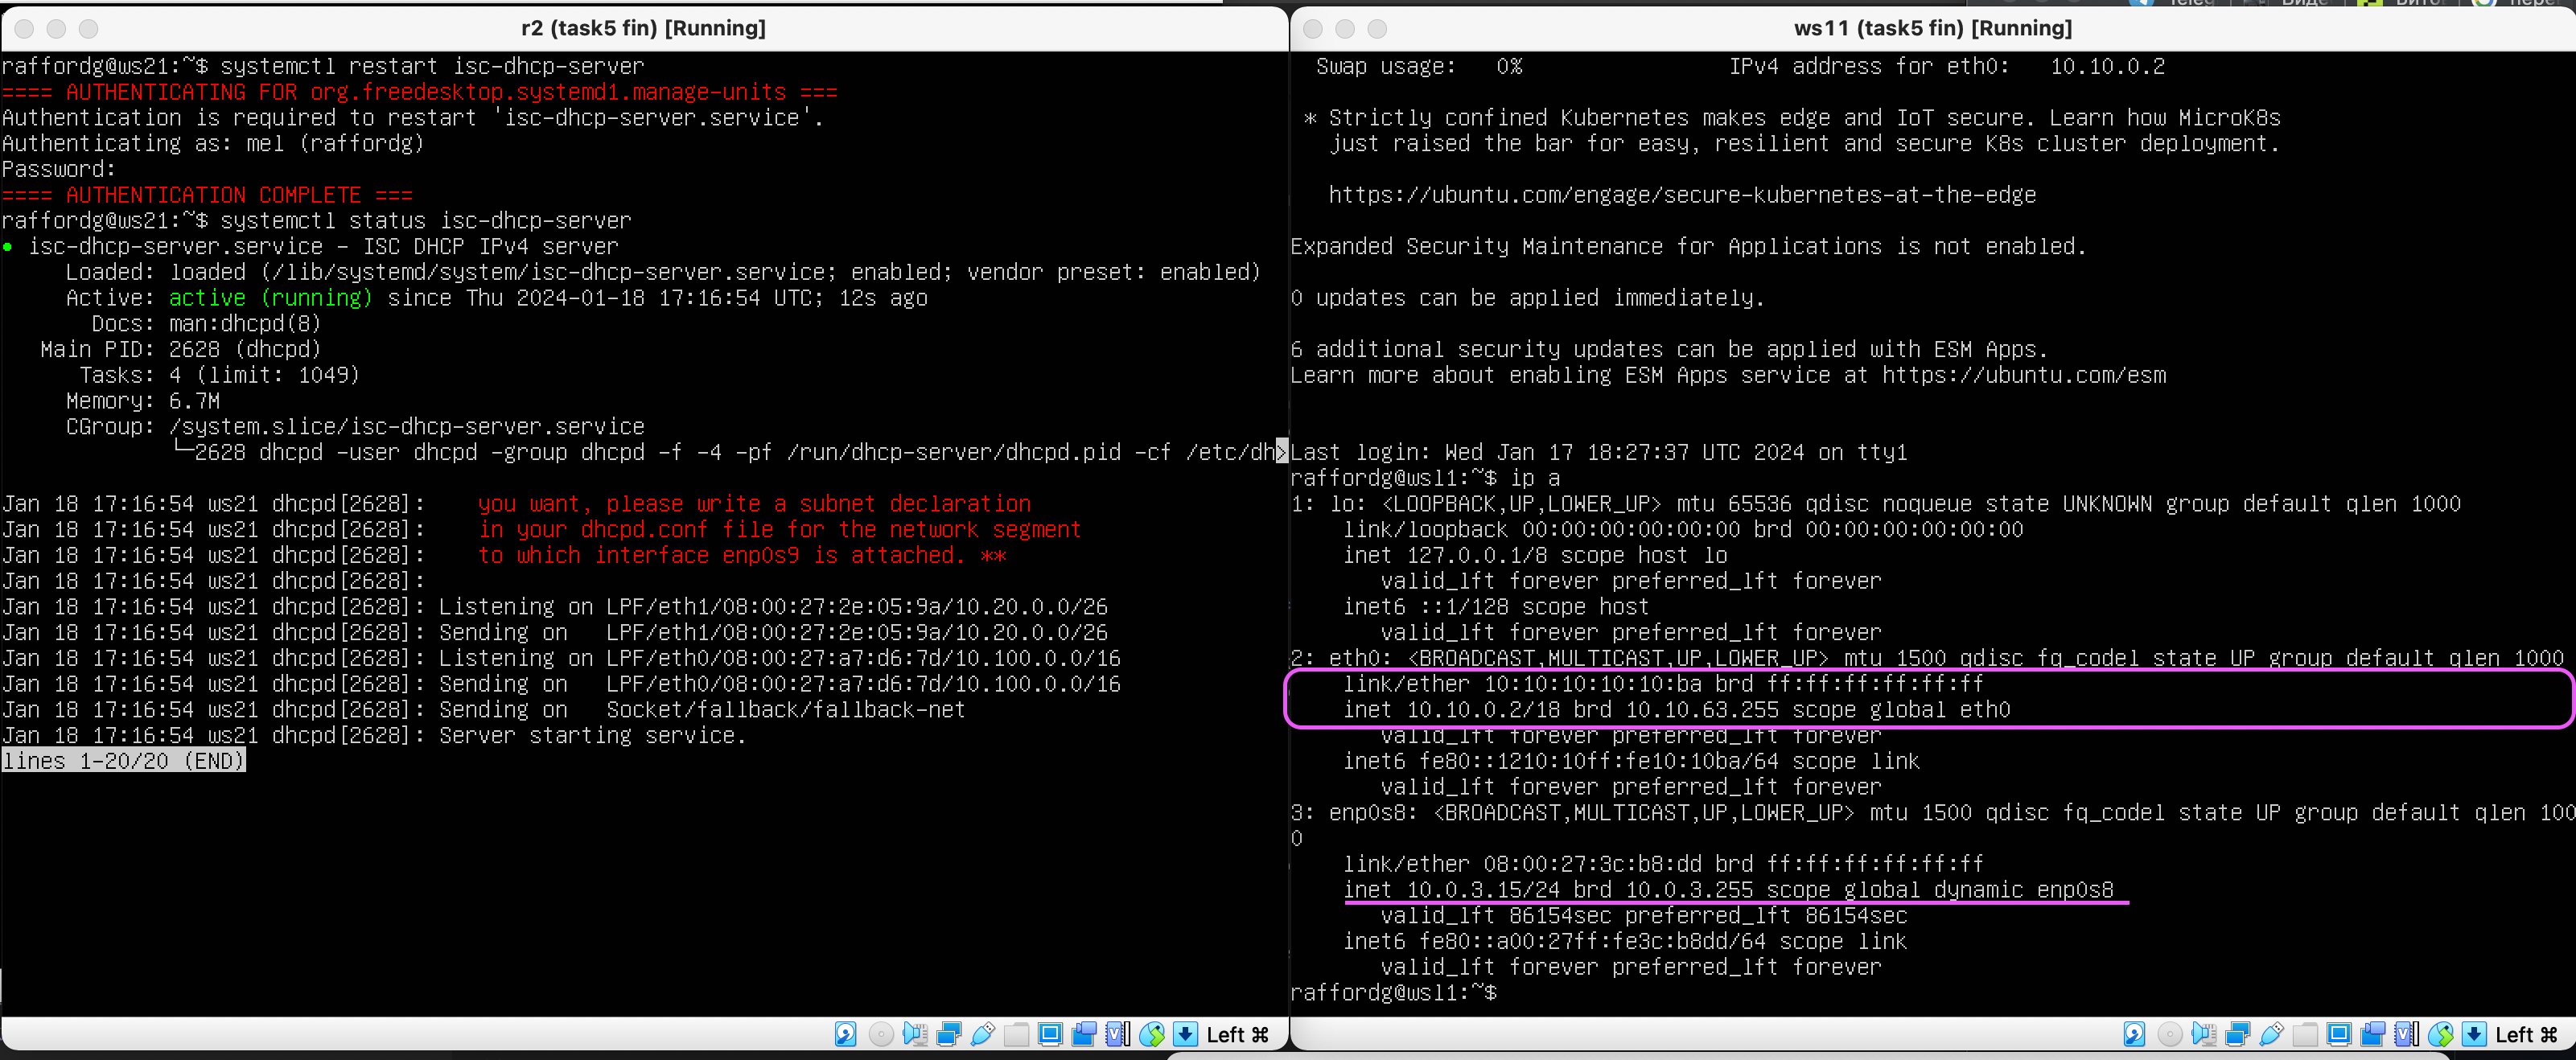 r2 (task5 fin) [Running]
raffordg@ws21:~$ systemctl restart isc-dhcp-server
==== AUTHENTICATING FOR org.freedesktop.systemd1.manage-units ===
Authentication is required to restart 'isc-dhcp-server.service'.
Authenticating as: mel (raffordg)
Password:
==== AUTHENTICATION COMPLETE ===
raffordg@ws21:~$ systemctl status isc-dhcp-server
● isc-dhcp-server.service - ISC DHCP IPv4 server
Loaded: loaded (/lib/systemd/system/isc-dhcp-server.service; enabled; vendor preset: enabled)
Active: active (running) since Thu 2024-01-18 17:16:54 UTC; 12s ago
Docs: man:dhcpd(8)
Main PID: 2628 (dhcpd)
Tasks: 4 (limit: 1049)
Memory: 6.7M
CGroup: /system.slice/isc-dhcp-server.service
└─2628 dhcpd -user dhcpd -group dhcpd -f -4 -pf /run/dhcp-server/dhcpd.pid -cf /etc/dh>
Jan 18 17:16:54 ws21 dhcpd[2628]:    you want, please write a subnet declaration
Jan 18 17:16:54 ws21 dhcpd[2628]:    in your dhcpd.conf file for the network segment
Jan 18 17:16:54 ws21 dhcpd[2628]:    to which interface enp0s9 is attached. **
Jan 18 17:16:54 ws21 dhcpd[2628]:
Jan 18 17:16:54 ws21 dhcpd[2628]: Listening on LPF/eth1/08:00:27:2e:05:9a/10.20.0.0/26
Jan 18 17:16:54 ws21 dhcpd[2628]: Sending on   LPF/eth1/08:00:27:2e:05:9a/10.20.0.0/26
Jan 18 17:16:54 ws21 dhcpd[2628]: Listening on LPF/eth0/08:00:27:a7:d6:7d/10.100.0.0/16
Jan 18 17:16:54 ws21 dhcpd[2628]: Sending on   LPF/eth0/08:00:27:a7:d6:7d/10.100.0.0/16
Jan 18 17:16:54 ws21 dhcpd[2628]: Sending on   Socket/fallback/fallback-net
Jan 18 17:16:54 ws21 dhcpd[2628]: Server starting service.
lines 1-20/20 (END)
Left ⌘
ws11 (task5 fin) [Running]
Swap usage:   0%                IPv4 address for eth0:   10.10.0.2
* Strictly confined Kubernetes makes edge and IoT secure. Learn how MicroK8s
just raised the bar for easy, resilient and secure K8s cluster deployment.
https://ubuntu.com/engage/secure-kubernetes-at-the-edge
Expanded Security Maintenance for Applications is not enabled.
0 updates can be applied immediately.
6 additional security updates can be applied with ESM Apps.
Learn more about enabling ESM Apps service at https://ubuntu.com/esm
Last login: Wed Jan 17 18:27:37 UTC 2024 on tty1
raffordg@wsl1:~$ ip a
1: lo: <LOOPBACK,UP,LOWER_UP> mtu 65536 qdisc noqueue state UNKNOWN group default qlen 1000
link/loopback 00:00:00:00:00:00 brd 00:00:00:00:00:00
inet 127.0.0.1/8 scope host lo
valid_lft forever preferred_lft forever
inet6 ::1/128 scope host
valid_lft forever preferred_lft forever
2: eth0: <BROADCAST,MULTICAST,UP,LOWER_UP> mtu 1500 qdisc fq_codel state UP group default qlen 1000
link/ether 10:10:10:10:10:ba brd ff:ff:ff:ff:ff:ff
inet 10.10.0.2/18 brd 10.10.63.255 scope global eth0
valid_lft forever preferred_lft forever
inet6 fe80::1210:10ff:fe10:10ba/64 scope link
valid_lft forever preferred_lft forever
3: enp0s8: <BROADCAST,MULTICAST,UP,LOWER_UP> mtu 1500 qdisc fq_codel state UP group default qlen 100
0
link/ether 08:00:27:3c:b8:dd brd ff:ff:ff:ff:ff:ff
inet 10.0.3.15/24 brd 10.0.3.255 scope global dynamic enp0s8
valid_lft 86154sec preferred_lft 86154sec
inet6 fe80::a00:27ff:fe3c:b8dd/64 scope link
valid_lft forever preferred_lft forever
raffordg@wsl1:~$
Left ⌘